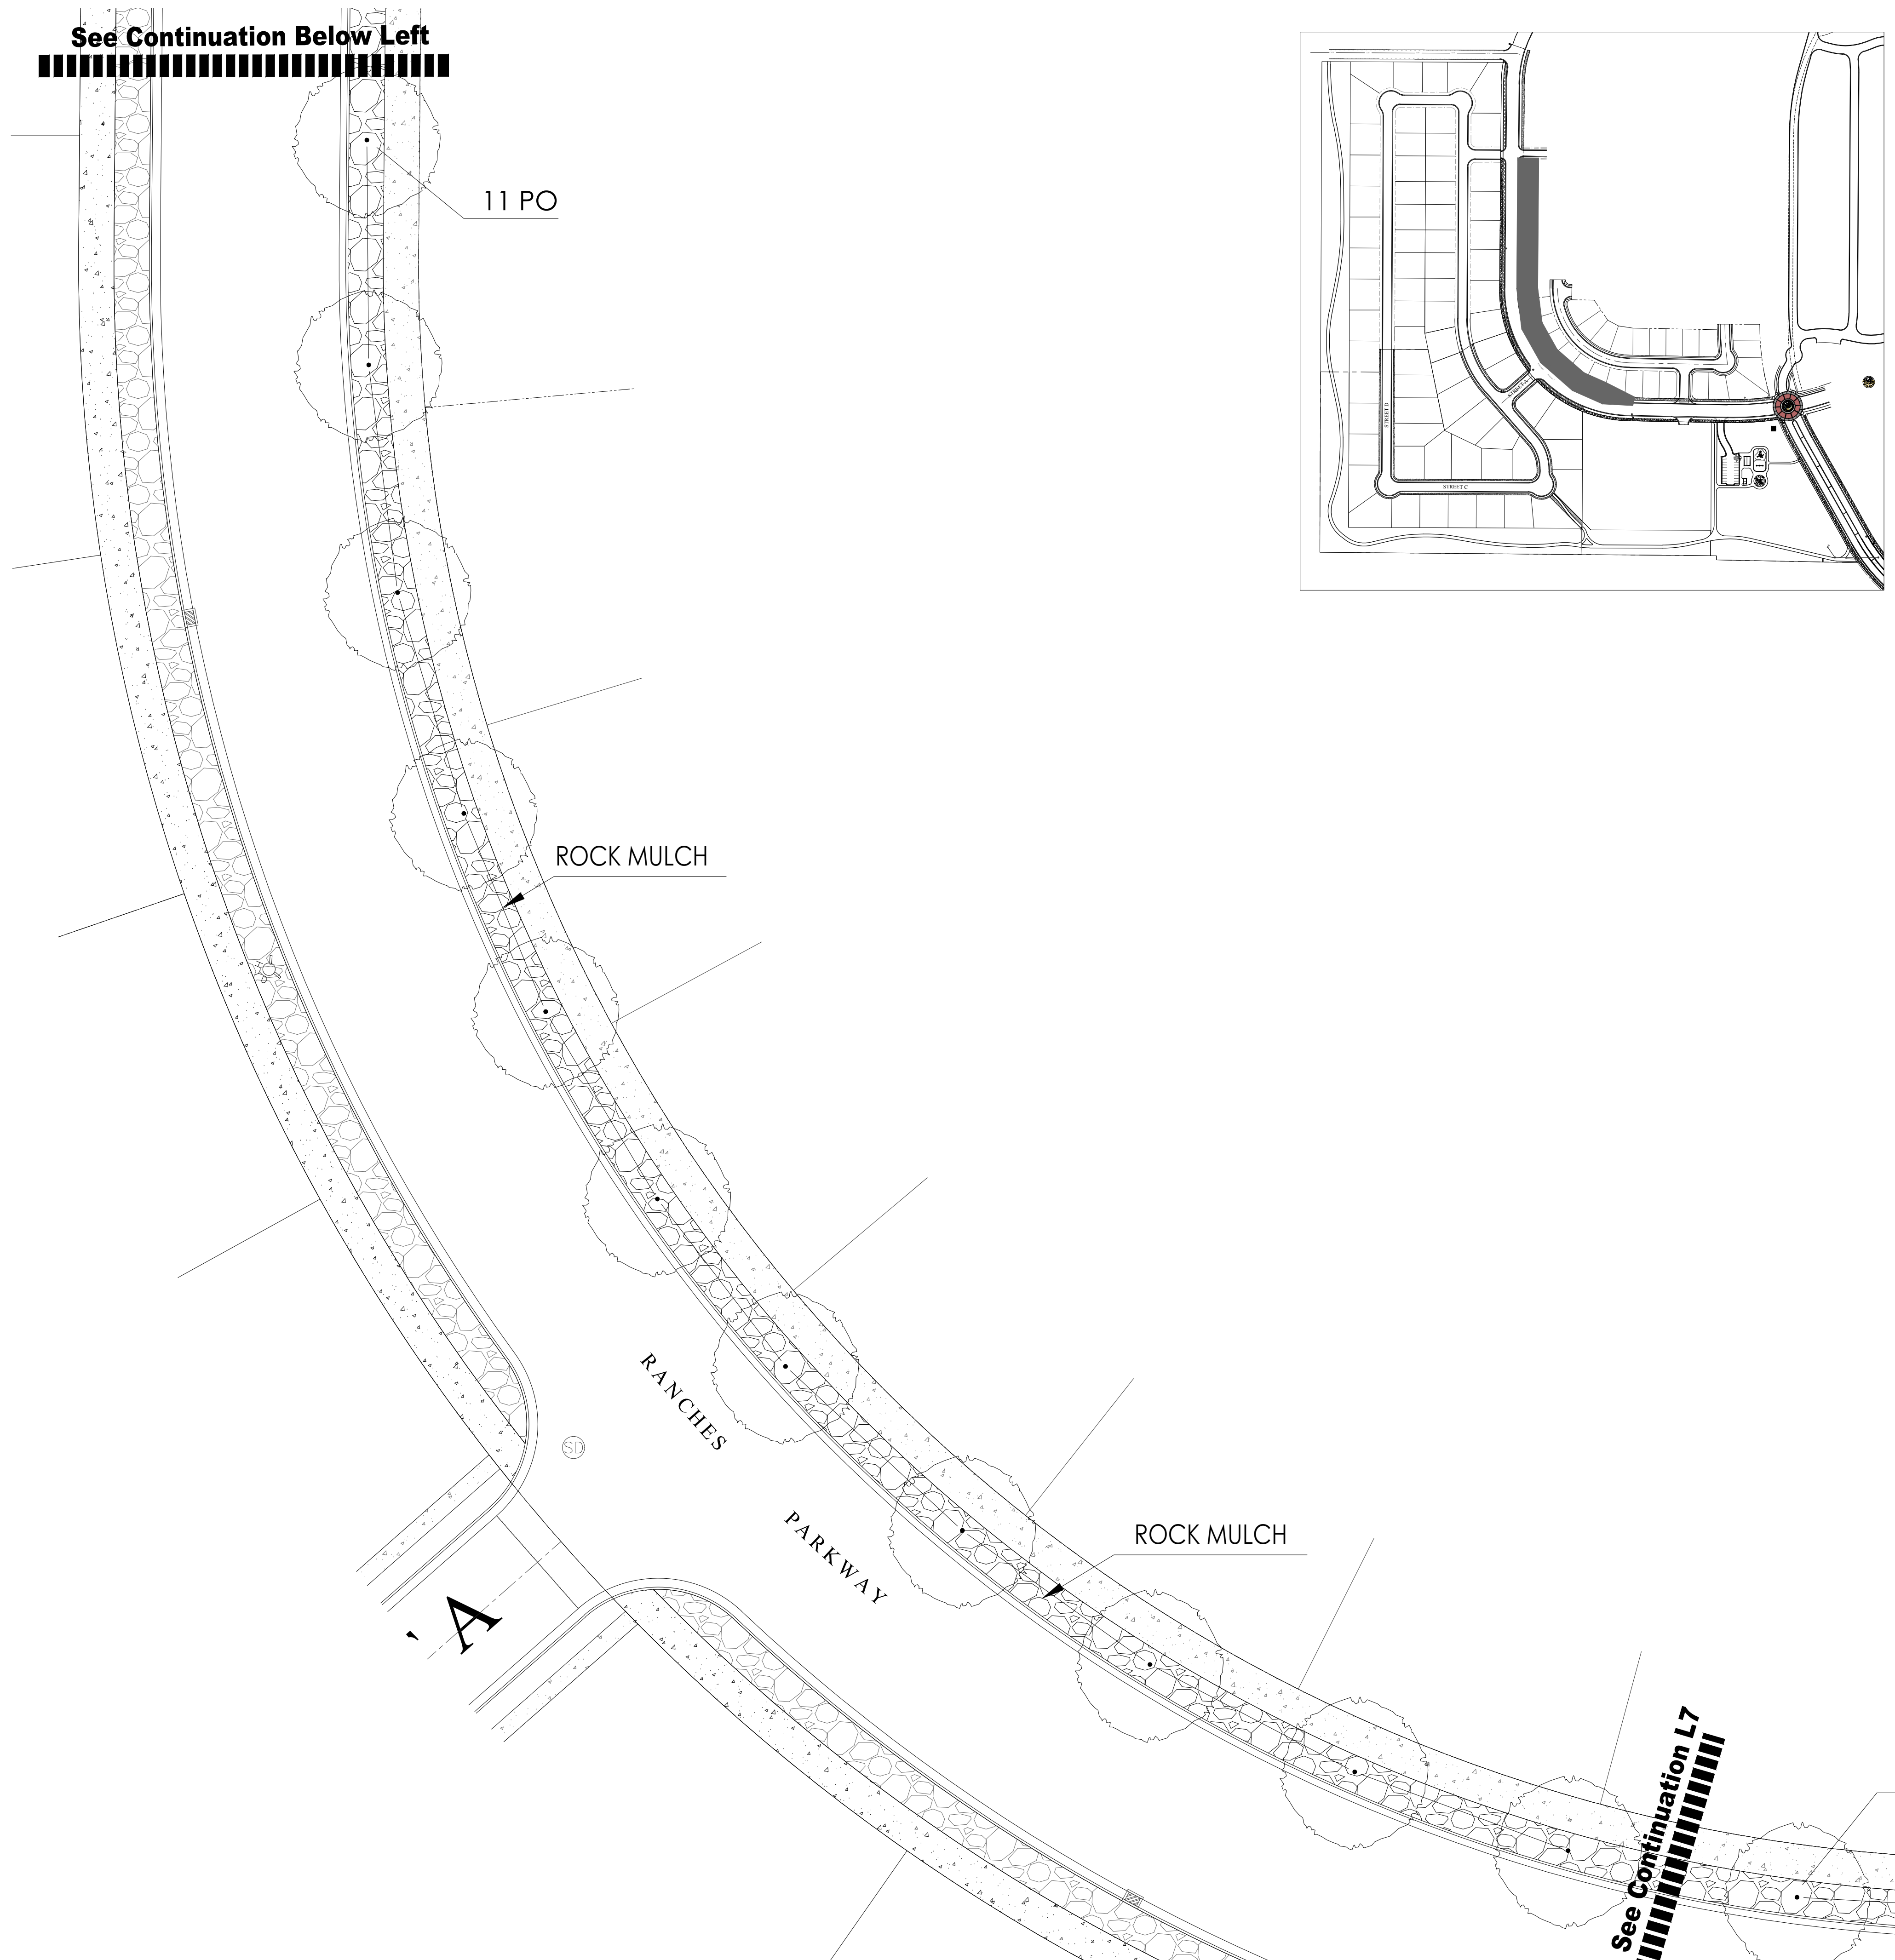 See Continuation Below Left
11 PO
STREET D
STREET C
ROCK MULCH
RANCHES
PARKWAY
SD
ROCK MULCH
'A
See Continuation L7